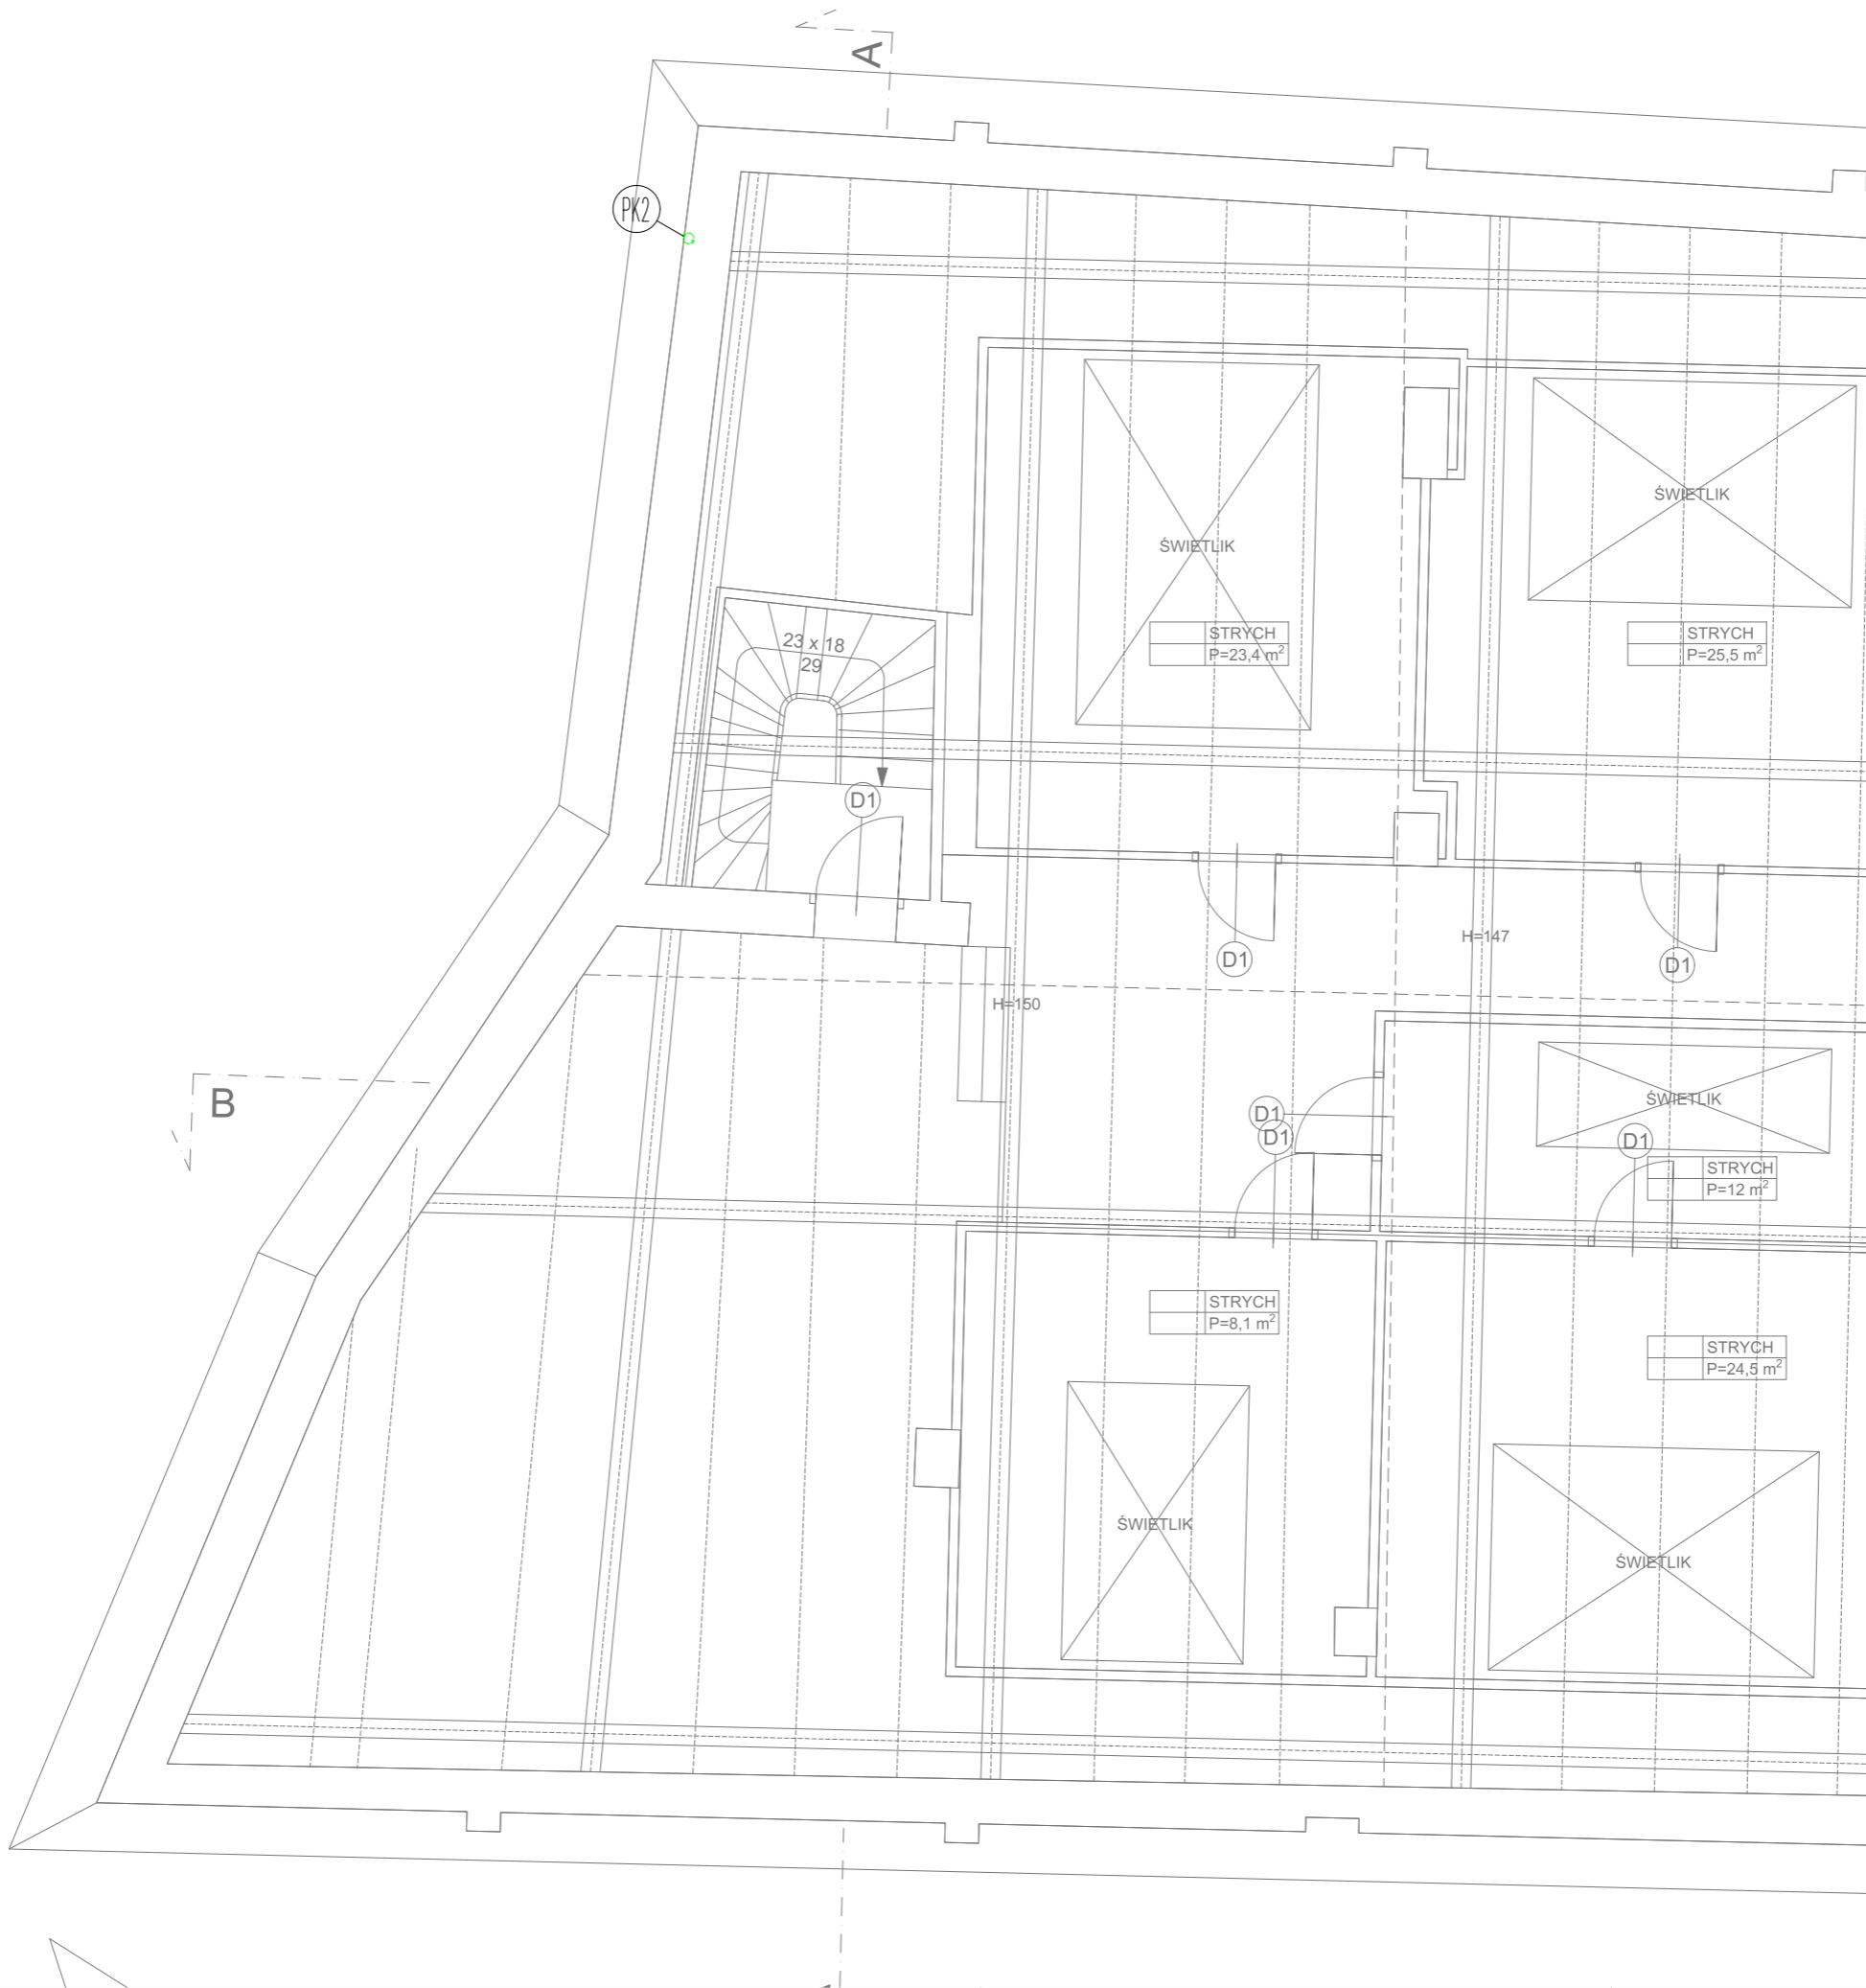 A
PK2
ŚWIETLIK
ŚWIETLIK
STRYCH
P=23,4 m²
STRYCH
P=25,5 m²
23 x 18
29
D1
H=147
D1
D1
H=150
B
ŚWIETLIK
D1
D1
D1
STRYCH
P=12 m²
STRYCH
P=8,1 m²
STRYCH
P=24,5 m²
ŚWIETLIK
ŚWIETLIK